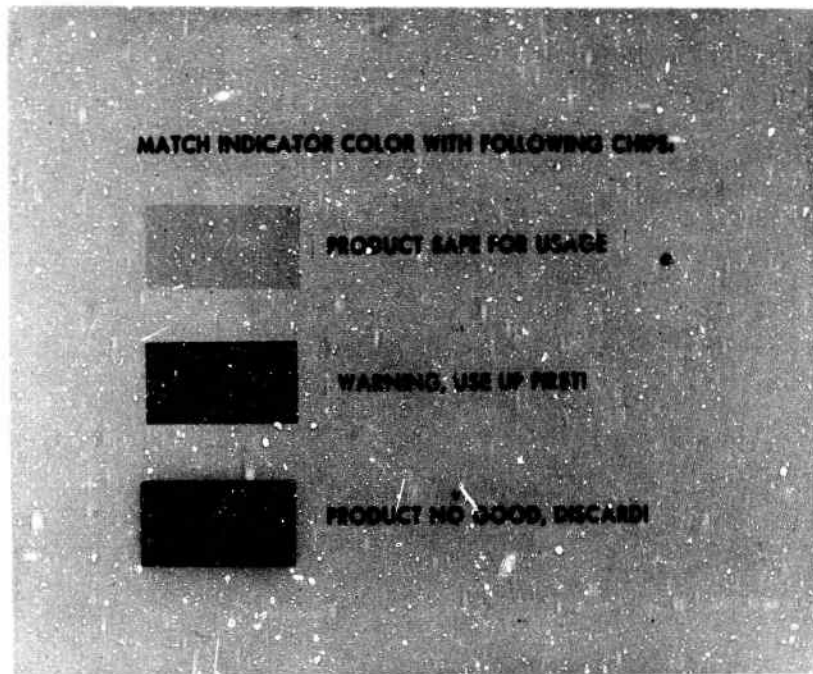 MATCH INDICATOR COLOR WITH FOLLOWING CHIPS.
PRODUCT SAFE FOR USAGE
WARNING, USE UP FIRST!
PRODUCT NO GOOD, DISCARD!